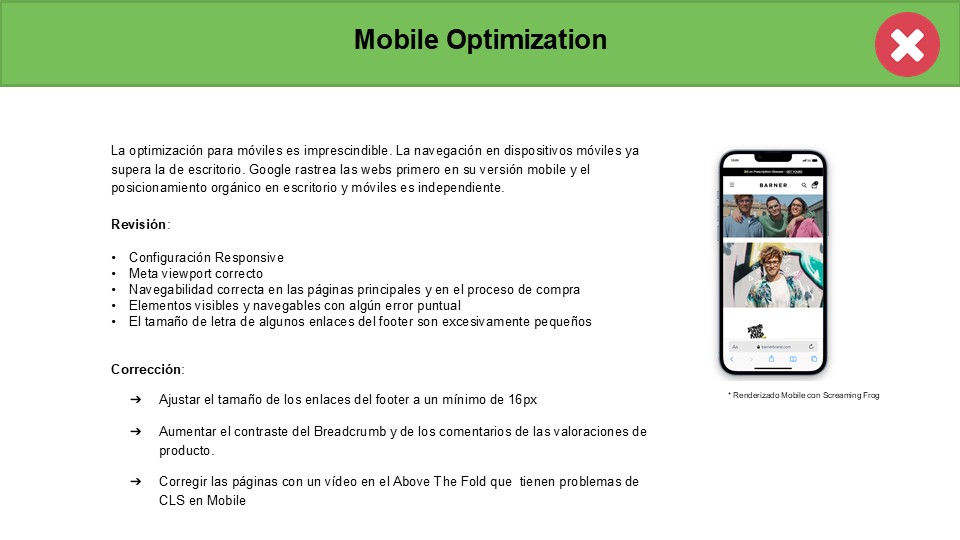 Mobile Optimization
La optimización para móviles es imprescindible. La navegación en dispositivos móviles ya
supera la de escritorio. Google rastrea las webs primero en su versión mobile y el
posicionamiento orgánico en escritorio y móviles es independiente.
Revisión:
• Configuración Responsive
• Meta viewport correcto
• Navegabilidad correcta en las páginas principales y en el proceso de compra
• Elementos visibles y navegables con algún error puntual
• El tamaño de letra de algunos enlaces del footer son excesivamente pequeños
Corrección:
➔ Ajustar el tamaño de los enlaces del footer a un mínimo de 16px
➔ Aumentar el contraste del Breadcrumb y de los comentarios de las valoraciones de
producto.
➔ Corregir las páginas con un vídeo en el Above The Fold que tienen problemas de
CLS en Mobile
BARNER
AA
* Renderizado Mobile con Screaming Frog